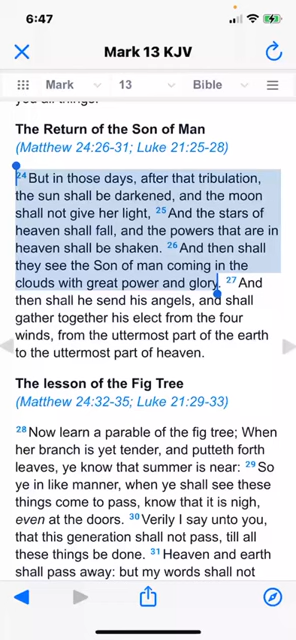 6:47
Mark 13 KJV
Mark 13 Bible
you all things.
The Return of the Son of Man
(Matthew 24:26-31; Luke 21:25-28)
24 But in those days, after that tribulation,
the sun shall be darkened, and the moon
shall not give her light, 25 And the stars of
heaven shall fall, and the powers that are in
heaven shall be shaken. 26 And then shall
they see the Son of man coming in the
clouds with great power and glory. 27 And
then shall he send his angels, and shall
gather together his elect from the four
winds, from the uttermost part of the earth
to the uttermost part of heaven.
The lesson of the Fig Tree
(Matthew 24:32-35; Luke 21:29-33)
28 Now learn a parable of the fig tree; When
her branch is yet tender, and putteth forth
leaves, ye know that summer is near: 29 So
ye in like manner, when ye shall see these
things come to pass, know that it is nigh,
even at the doors. 30 Verily I say unto you,
that this generation shall not pass, till all
these things be done. 31 Heaven and earth
shall pass away: but my words shall not